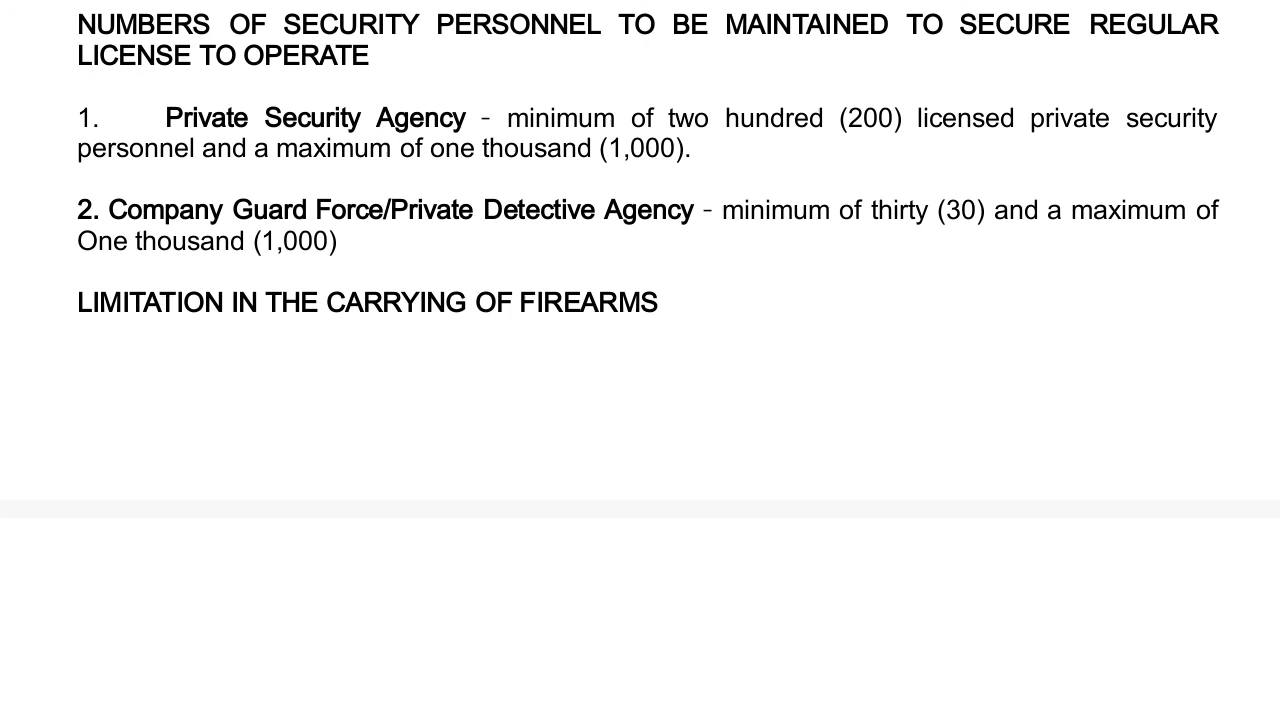 NUMBERS OF SECURITY PERSONNEL TO BE MAINTAINED TO SECURE REGULAR
LICENSE TO OPERATE
1. Private Security Agency - minimum of two hundred (200) licensed private security
personnel and a maximum of one thousand (1,000).
2. Company Guard Force/Private Detective Agency - minimum of thirty (30) and a maximum of
One thousand (1,000)
LIMITATION IN THE CARRYING OF FIREARMS